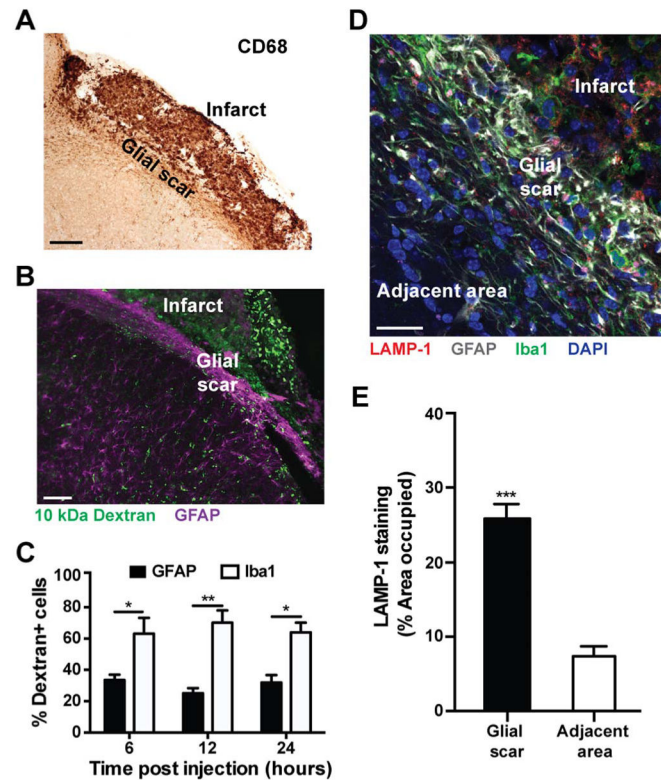 A
CD68
Infarct
Glial scar
B
Infarct
Glial
scar
10 kDa Dextran GFAP
C
GFAP Iba1
% Dextran+ cells
100
80
60
40
20
0
* ** *
6 12 24
Time post injection (hours)
D
Infarct
Glial
scar
Adjacent area
LAMP-1 GFAP Iba1 DAPI
E
LAMP-1 staining
(% Area occupied)
40
30
20
10
0
***
Glial
scar
Adjacent
area